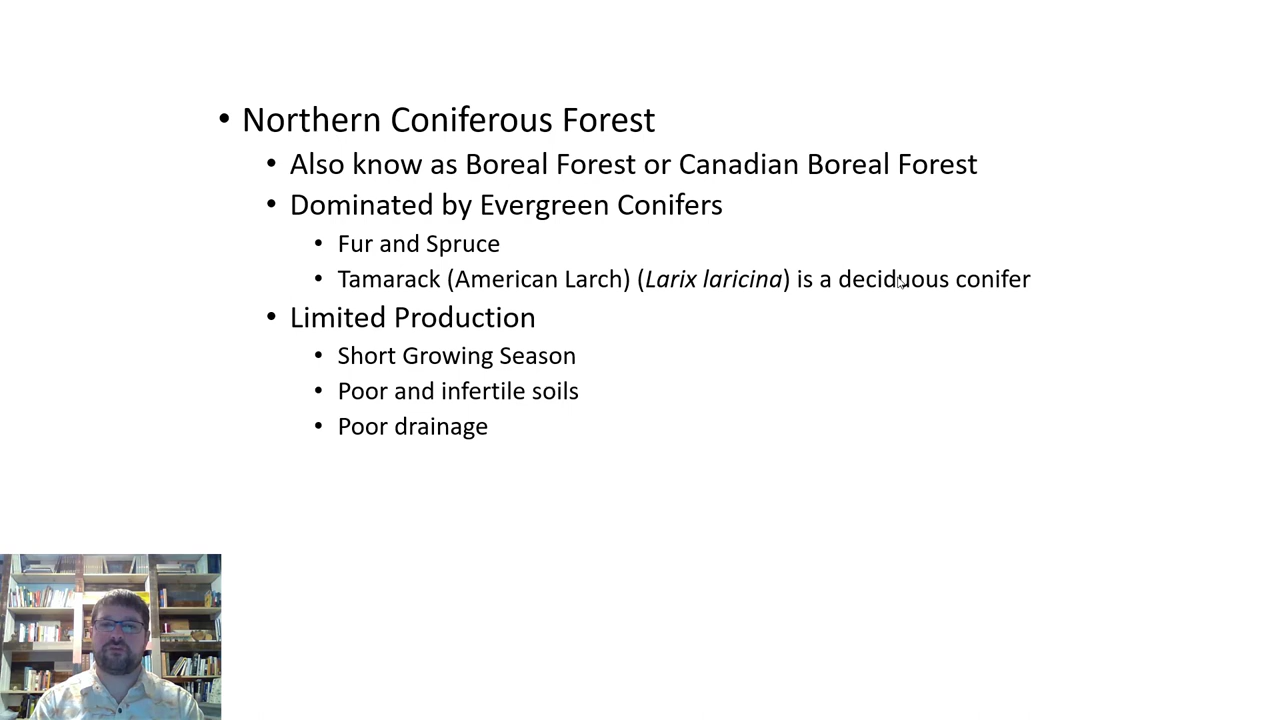 • Northern Coniferous Forest
• Also know as Boreal Forest or Canadian Boreal Forest
• Dominated by Evergreen Conifers
• Fur and Spruce
• Tamarack (American Larch) (Larix laricina) is a deciduous conifer
• Limited Production
• Short Growing Season
• Poor and infertile soils
• Poor drainage